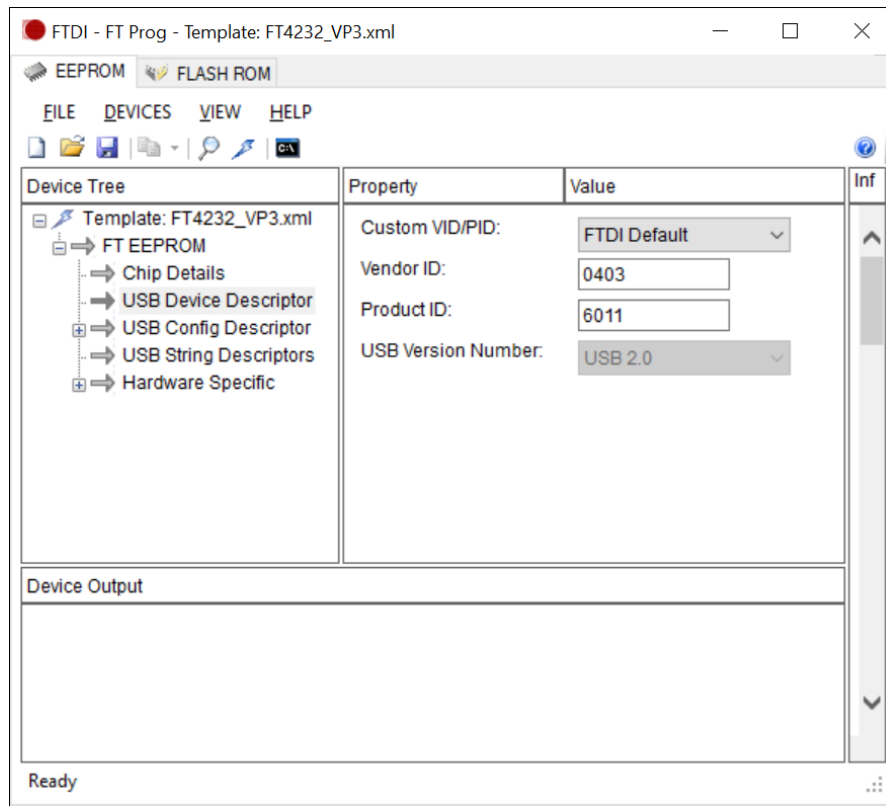 FTDI - FT Prog - Template: FT4232_VP3.xml
EEPROM FLASH ROM
FILE DEVICES VIEW HELP
C:\
?
Device Tree Property Value Inf
Template: FT4232_VP3.xml
FT EEPROM
Chip Details
USB Device Descriptor
USB Config Descriptor
USB String Descriptors
Hardware Specific
Custom VID/PID: FTDI Default
Vendor ID: 0403
Product ID: 6011
USB Version Number: USB 2.0
Device Output
Ready